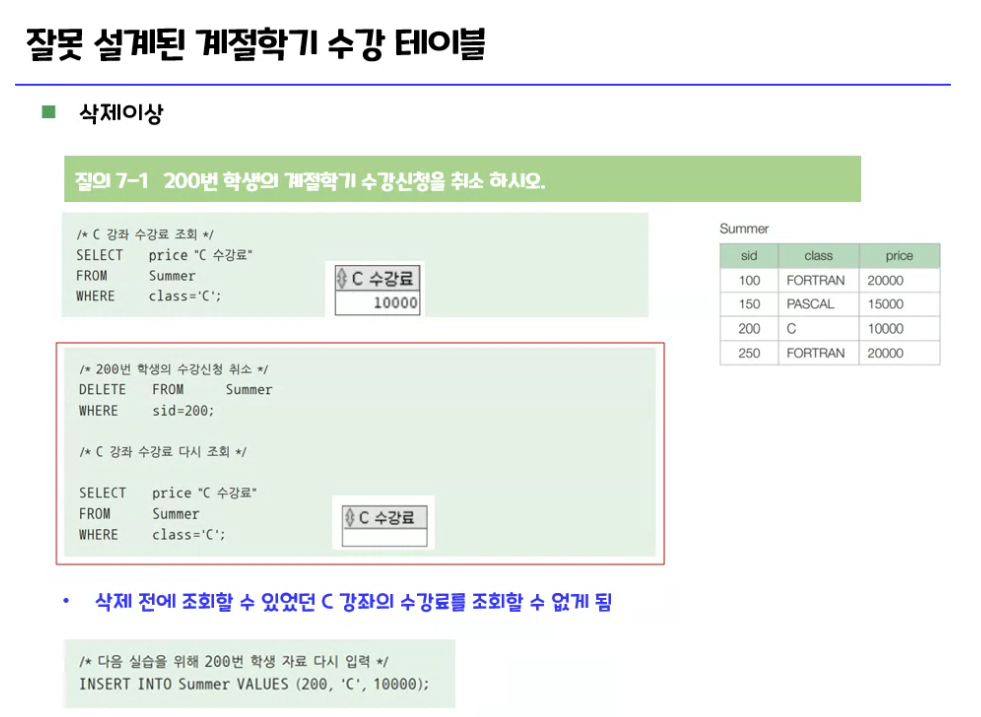 잘못 설계된 계절학기 수강 테이블
■ 삭제이상
질의 7-1 200번 학생의 계절학기 수강신청을 취소 하시오.
/* C 강좌 수강료 조회 */
SELECT price "C 수강료"
FROM Summer
WHERE class='C';
C 수강료
10000
Summer
sid class price
100 FORTRAN 20000
150 PASCAL 15000
200 C 10000
250 FORTRAN 20000
/* 200번 학생의 수강신청 취소 */
DELETE FROM Summer
WHERE sid=200;
/* C 강좌 수강료 다시 조회 */
SELECT price "C 수강료"
FROM Summer
WHERE class='C';
C 수강료
• 삭제 전에 조회할 수 있었던 C 강좌의 수강료를 조회할 수 없게 됨
/* 다음 실습을 위해 200번 학생 자료 다시 입력 */
INSERT INTO Summer VALUES (200, 'C', 10000);